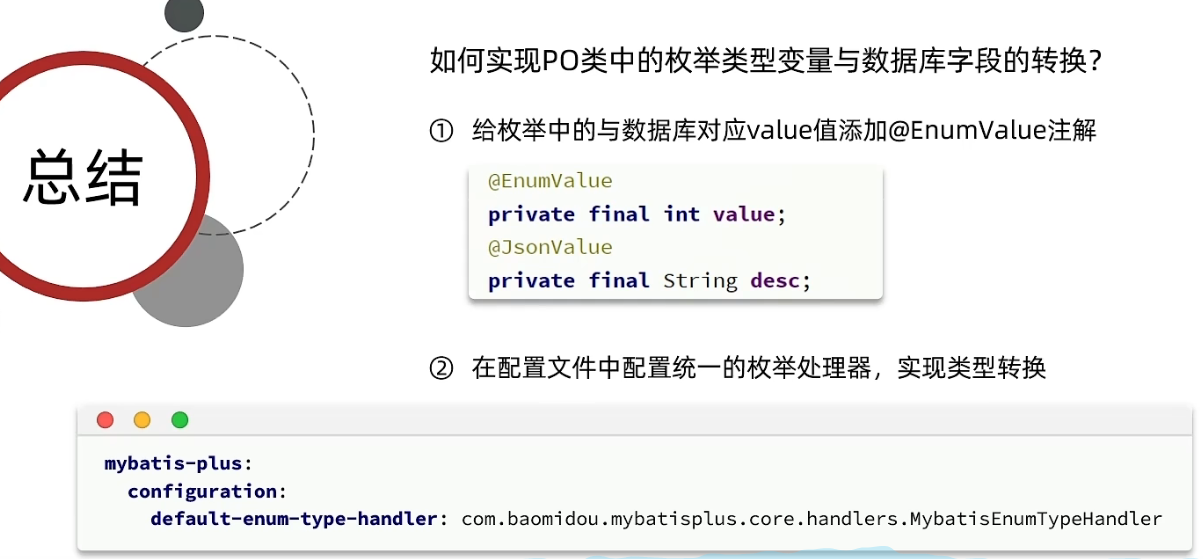 总结
如何实现PO类中的枚举类型变量与数据库字段的转换？
① 给枚举中的与数据库对应value值添加@EnumValue注解
@EnumValue
private final int value;
@JsonValue
private final String desc;
② 在配置文件中配置统一的枚举处理器，实现类型转换
mybatis-plus:
  configuration:
    default-enum-type-handler: com.baomidou.mybatisplus.core.handlers.MybatisEnumTypeHandler